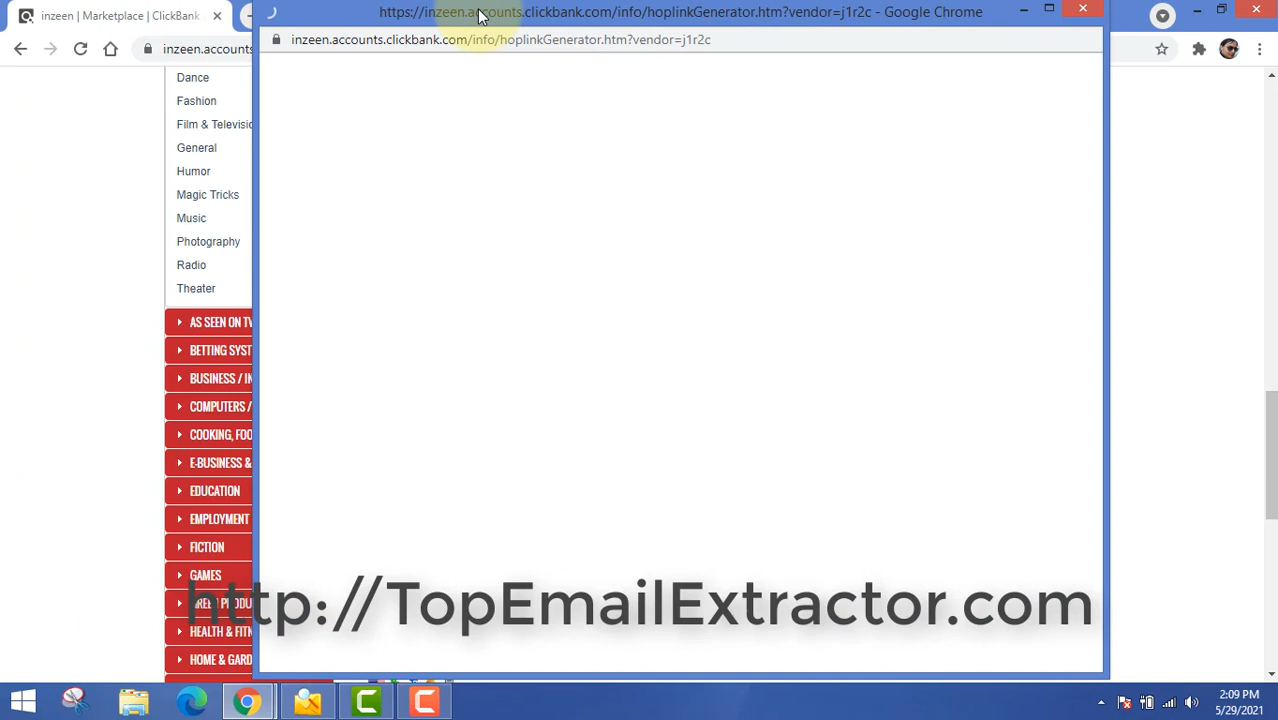 inzeen | Marketplace | ClickBank
https://inzeen.accounts.clickbank.com/info/hoplinkGenerator.htm?vendor=j1r2c - Google Chrome
inzeen.accounts.
inzeen.accounts.clickbank.com/info/hoplinkGenerator.htm?vendor=j1r2c
Dance
Fashion
Film & Televisio
General
Humor
Magic Tricks
Music
Photography
Radio
Theater
AS SEEN ON TV
BETTING SYST
BUSINESS / IN
COMPUTERS /
COOKING, FOO
E-BUSINESS &
EDUCATION
EMPLOYMENT
FICTION
GAMES
GREEN PRODU
HEALTH & FITN
HOME & GARD
http://TopEmailExtractor.com
2:09 PM
5/29/2021